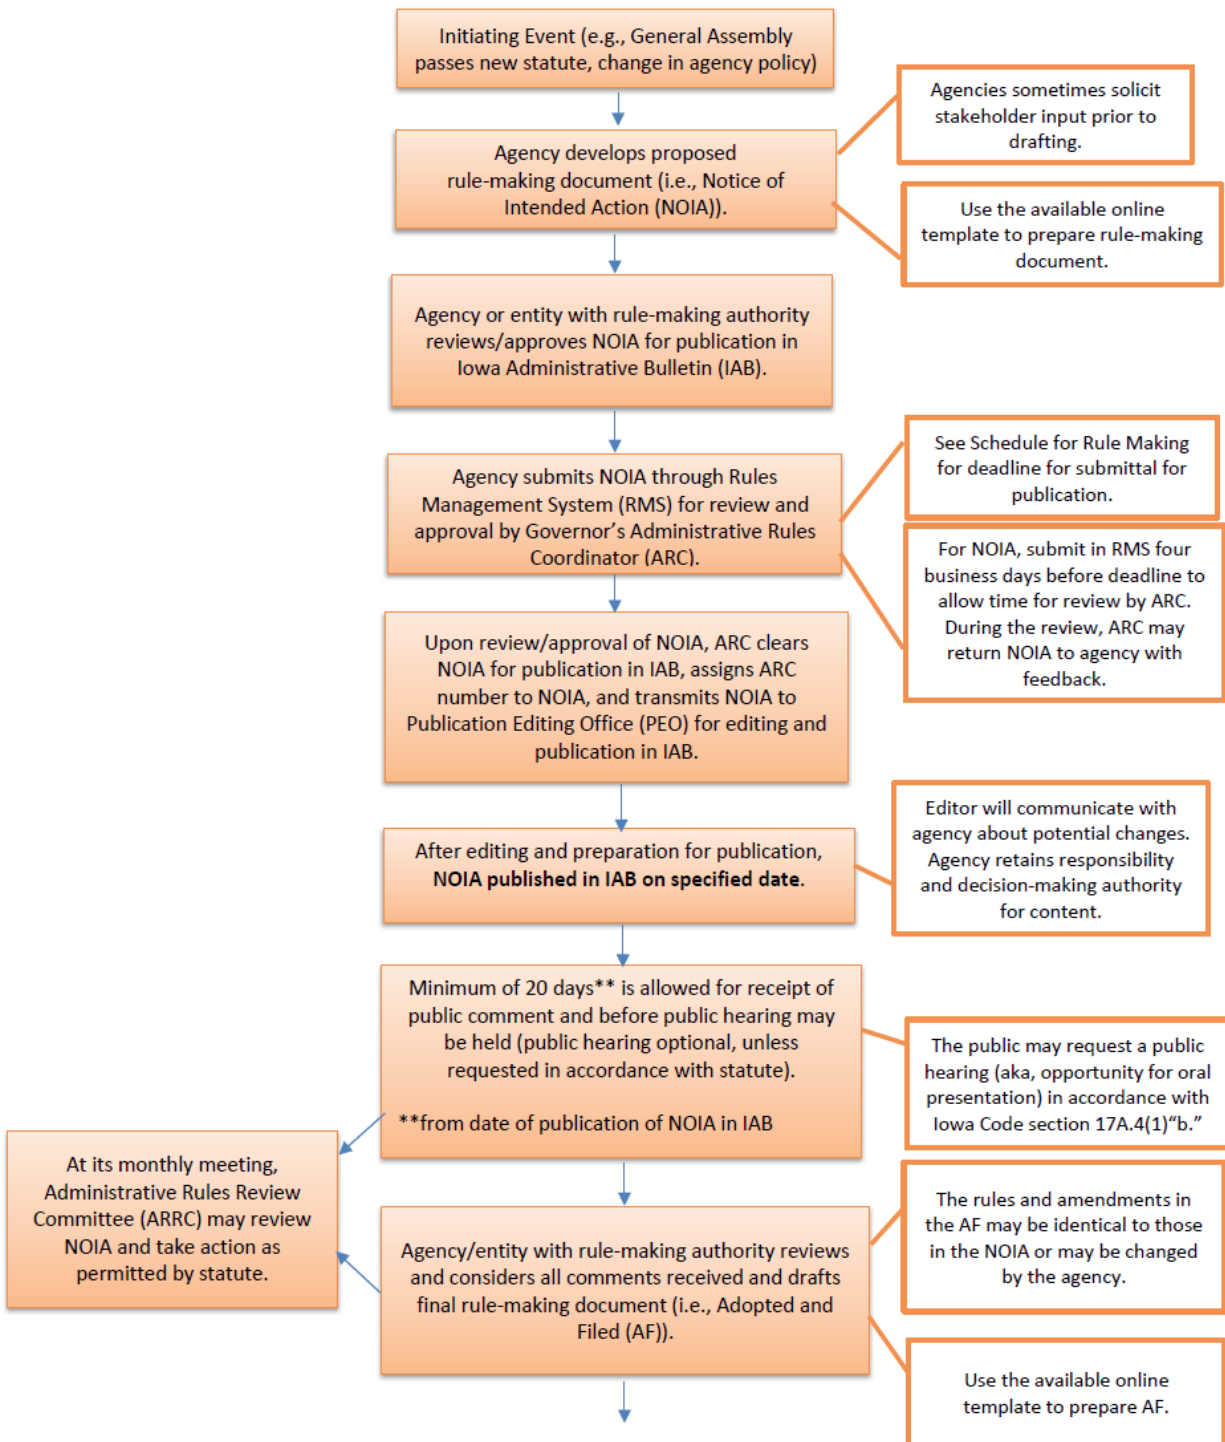 Initiating Event (e.g., General Assembly
passes new statute, change in agency policy)
Agencies sometimes solicit
stakeholder input prior to
drafting.
Agency develops proposed
rule-making document (i.e., Notice of
Intended Action (NOIA)).
Use the available online
template to prepare rule-making
document.
Agency or entity with rule-making authority
reviews/approves NOIA for publication in
Iowa Administrative Bulletin (IAB).
Agency submits NOIA through Rules
Management System (RMS) for review and
approval by Governor’s Administrative Rules
Coordinator (ARC).
See Schedule for Rule Making
for deadline for submittal for
publication.
For NOIA, submit in RMS four
business days before deadline to
allow time for review by ARC.
During the review, ARC may
return NOIA to agency with
feedback.
Upon review/approval of NOIA, ARC clears
NOIA for publication in IAB, assigns ARC
number to NOIA, and transmits NOIA to
Publication Editing Office (PEO) for editing and
publication in IAB.
After editing and preparation for publication,
NOIA published in IAB on specified date.
Editor will communicate with
agency about potential changes.
Agency retains responsibility
and decision-making authority
for content.
Minimum of 20 days** is allowed for receipt of
public comment and before public hearing may
be held (public hearing optional, unless
requested in accordance with statute).
**from date of publication of NOIA in IAB
The public may request a public
hearing (aka, opportunity for oral
presentation) in accordance with
Iowa Code section 17A.4(1)“b.”
At its monthly meeting,
Administrative Rules Review
Committee (ARRC) may review
NOIA and take action as
permitted by statute.
Agency/entity with rule-making authority reviews
and considers all comments received and drafts
final rule-making document (i.e., Adopted and
Filed (AF)).
The rules and amendments in
the AF may be identical to those
in the NOIA or may be changed
by the agency.
Use the available online
template to prepare AF.